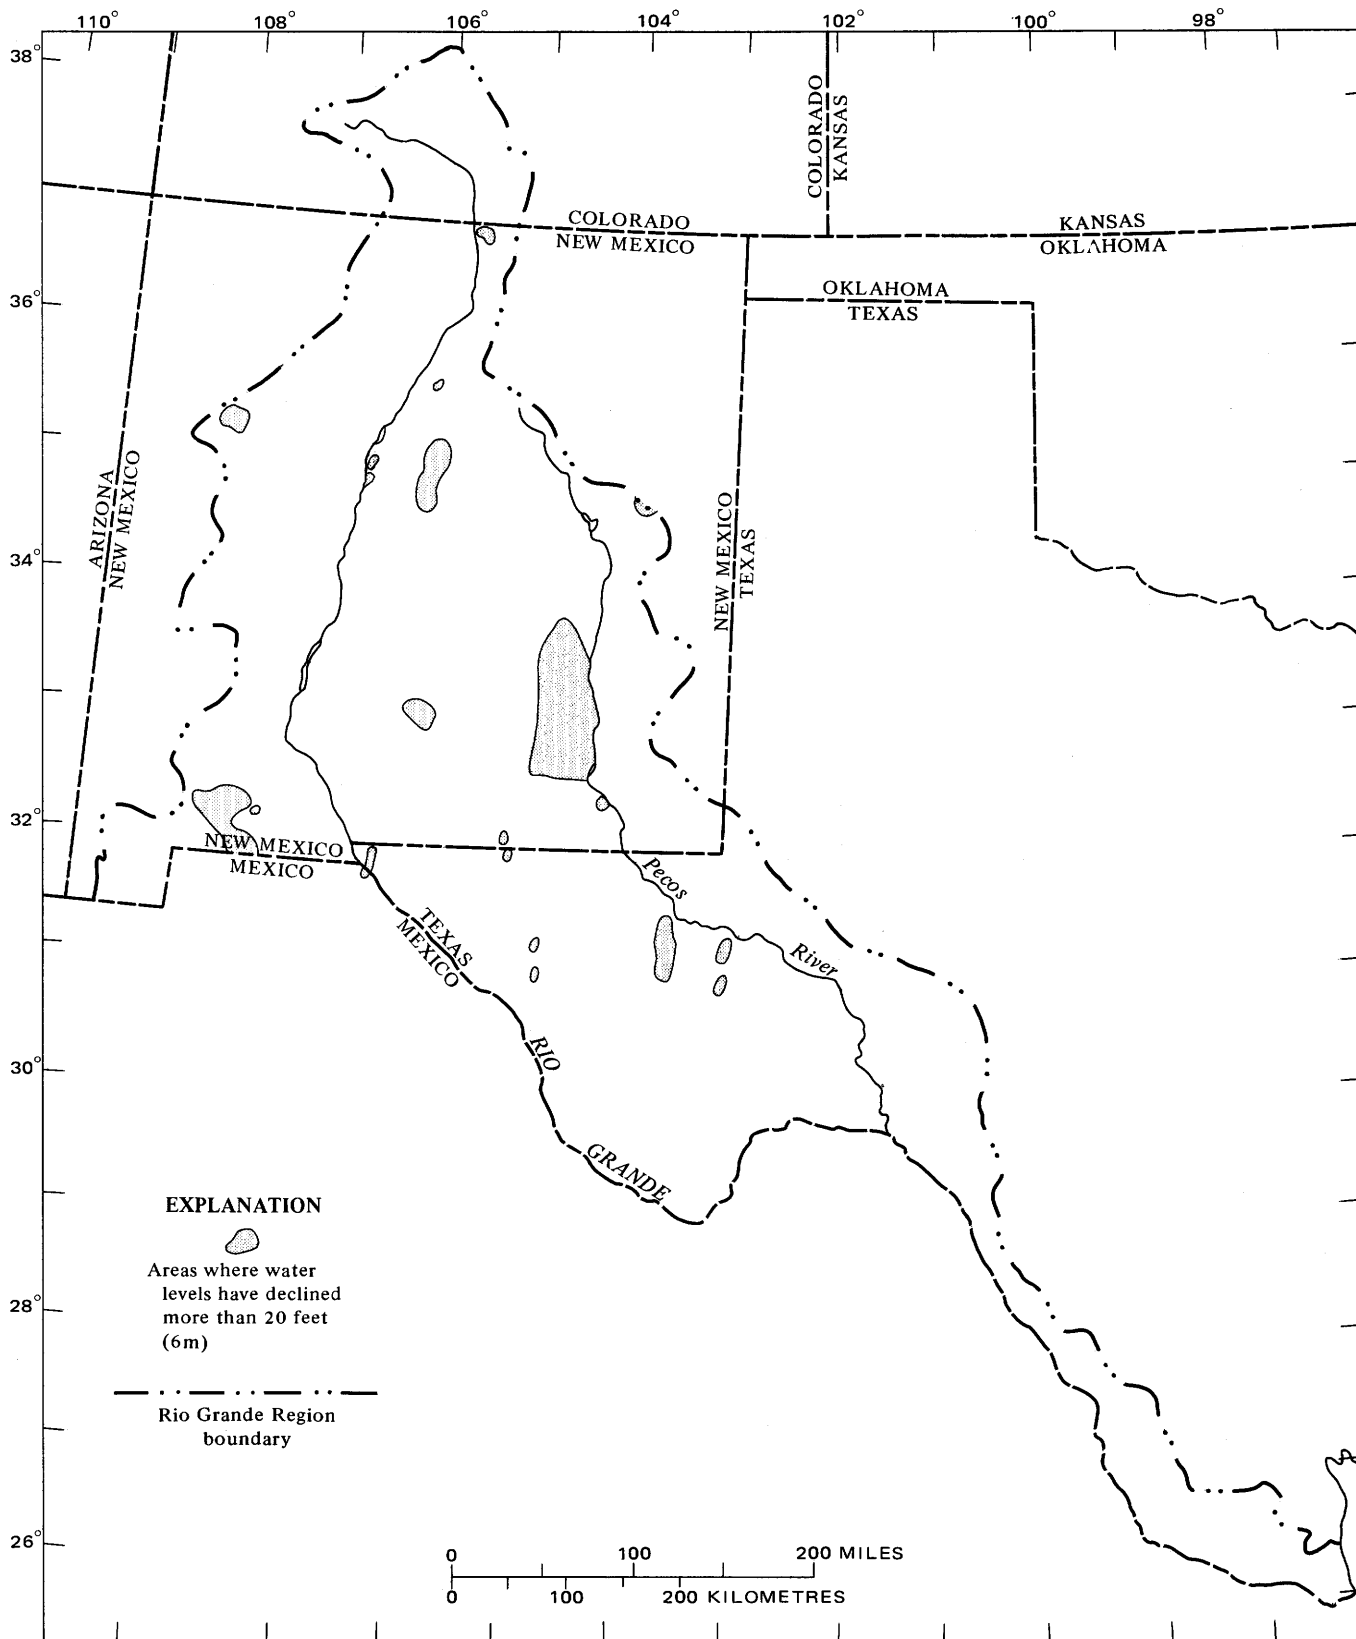 110° 108° 106° 104° 102° 100° 98°
38°
COLORADO
KANSAS
COLORADO
NEW MEXICO
KANSAS
OKLAHOMA
36°
OKLAHOMA
TEXAS
ARIZONA
NEW MEXICO
NEW MEXICO
TEXAS
34°
32°
NEW MEXICO
MEXICO
Pecos
River
TEXAS
MEXICO
30°
RIO
GRANDE
EXPLANATION
Areas where water
levels have declined
more than 20 feet
(6m)
28°
Rio Grande Region
boundary
26°
0 100 200 MILES
0 100 200 KILOMETRES